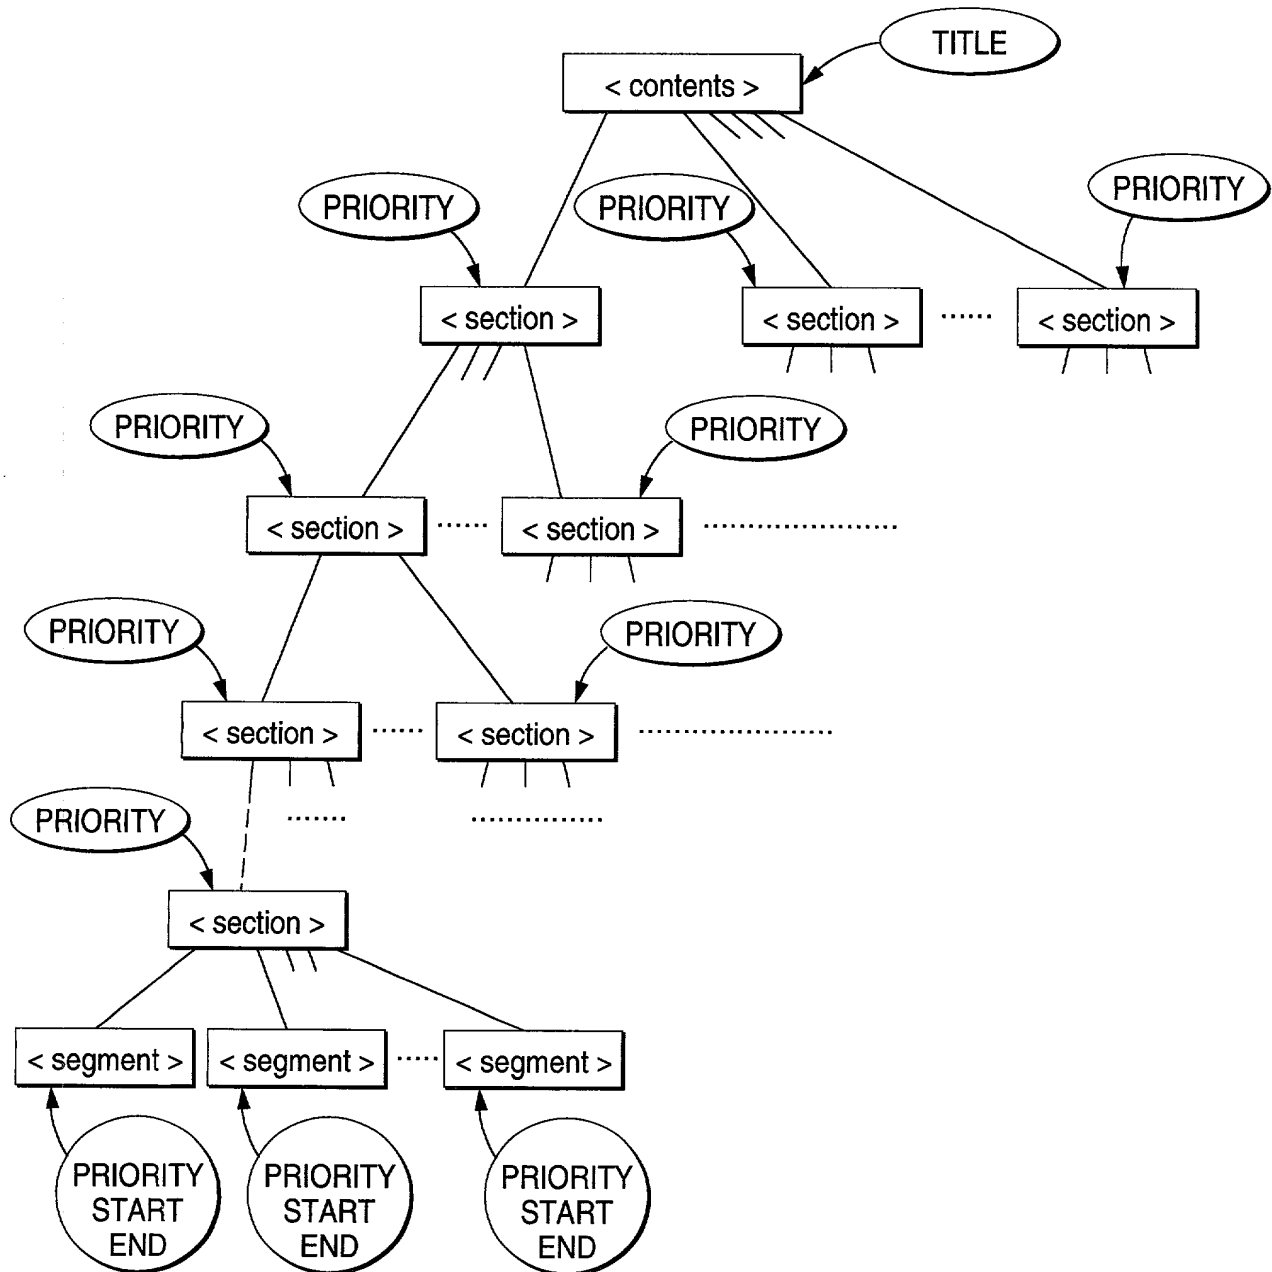 TITLE
< contents >
PRIORITY
PRIORITY
PRIORITY
< section >
< section >
< section >
PRIORITY
PRIORITY
< section >
< section >
PRIORITY
PRIORITY
< section >
< section >
PRIORITY
< section >
< segment >
< segment >
< segment >
PRIORITY
START
END
PRIORITY
START
END
PRIORITY
START
END